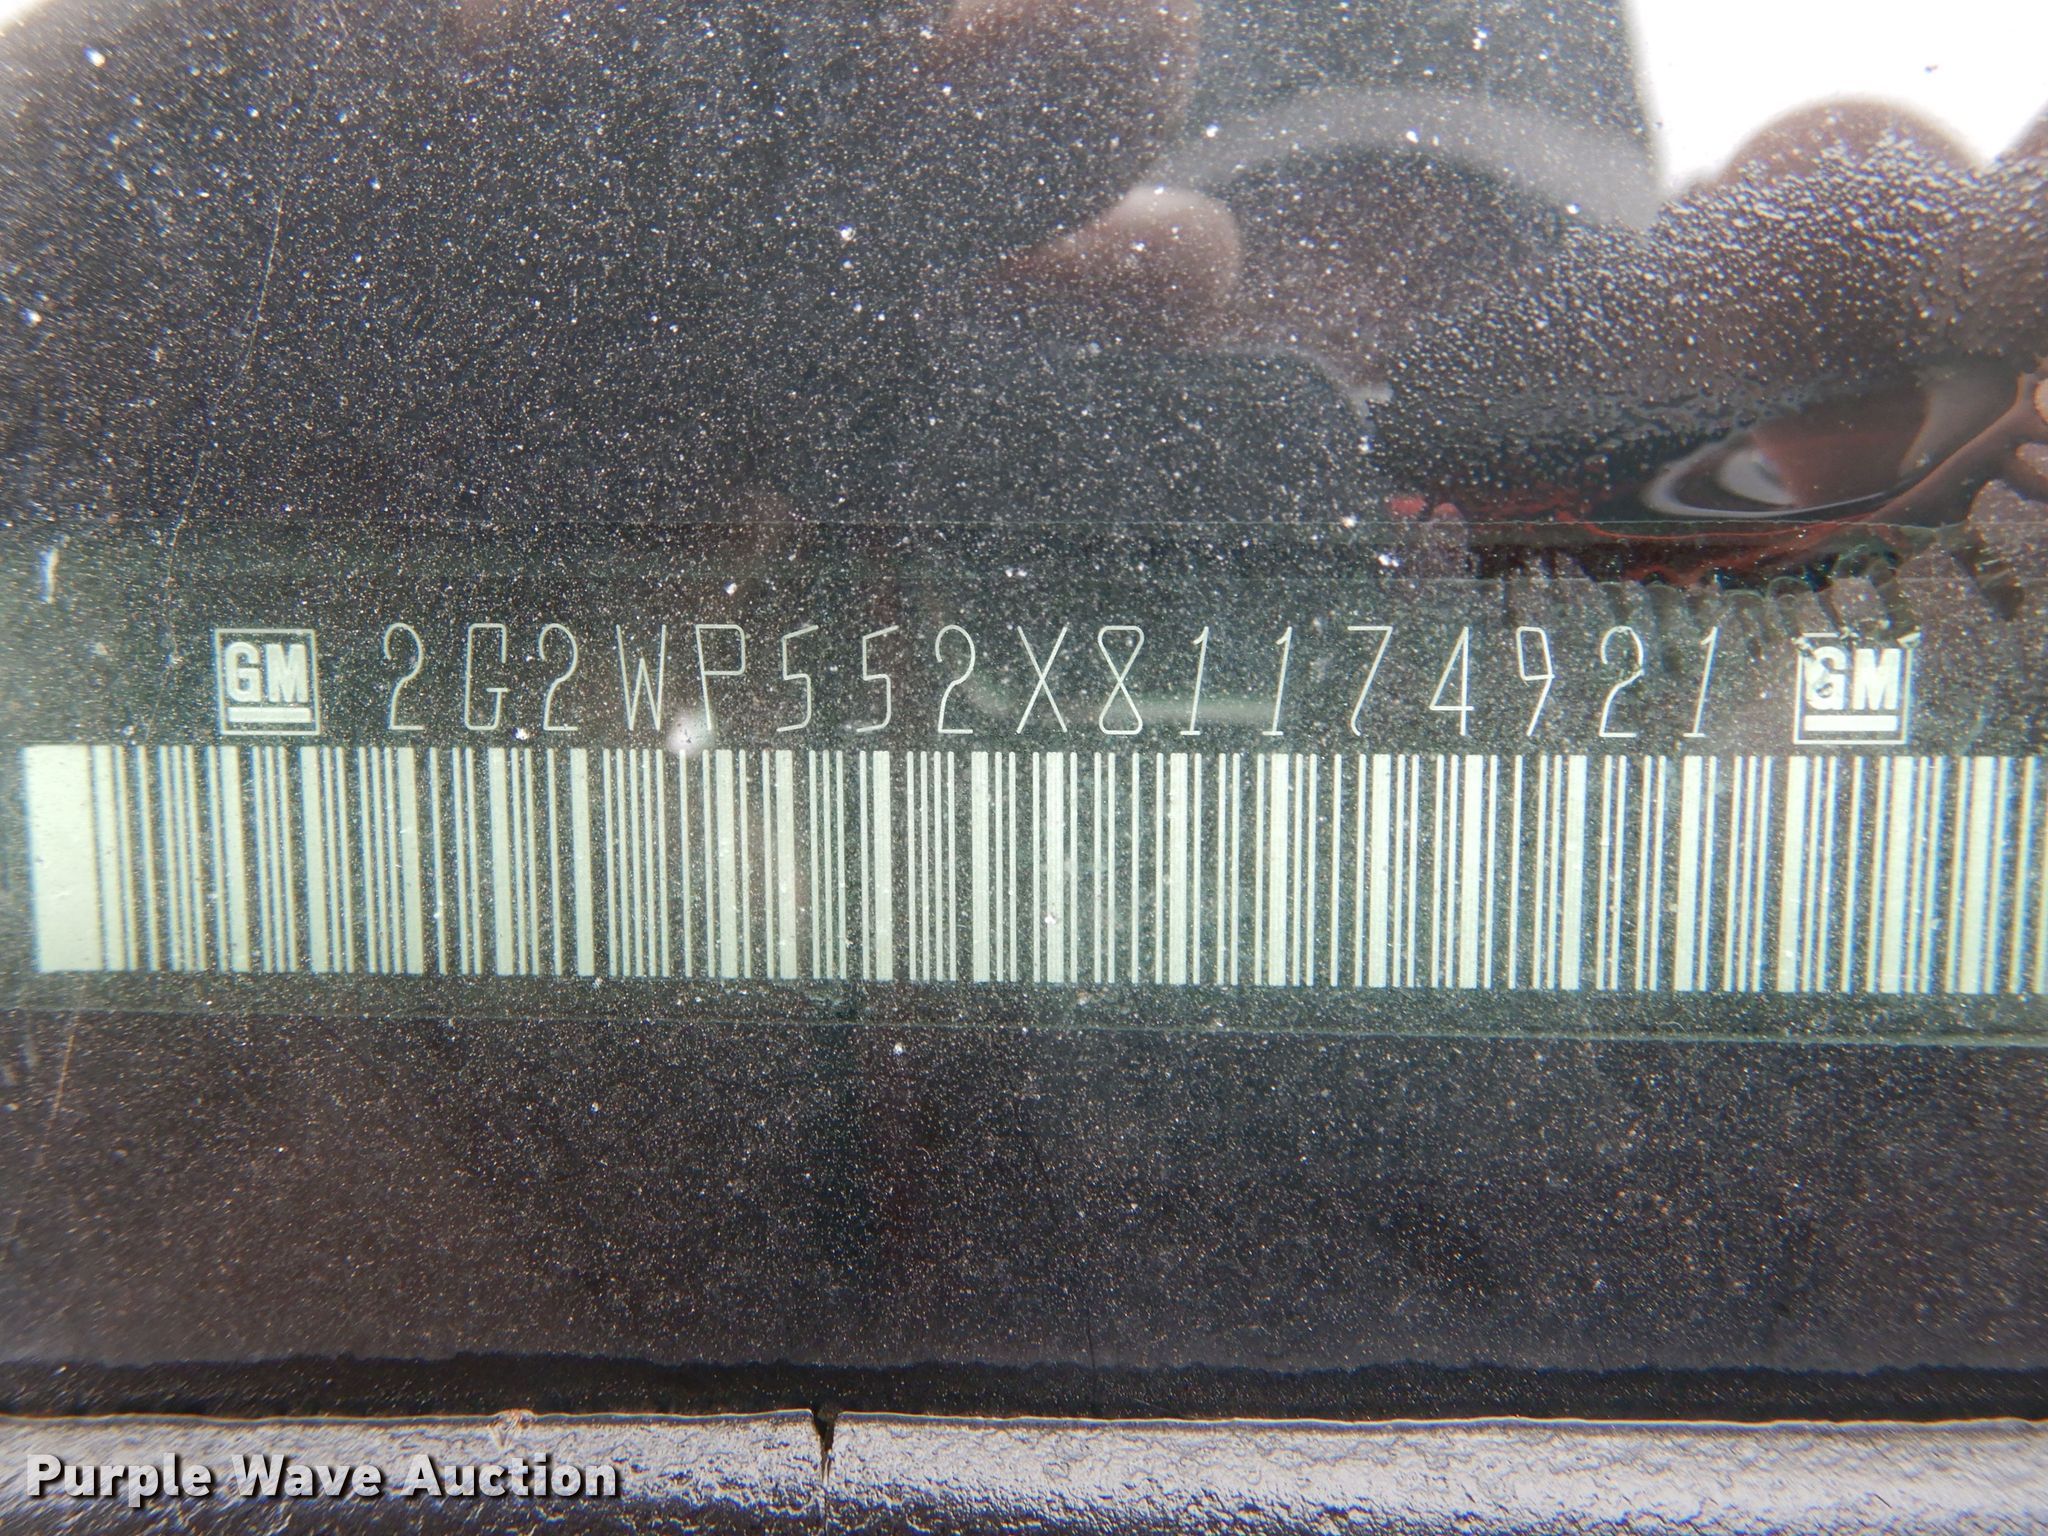 GM 2G2WP552X81174921 GM
Purple Wave Auction